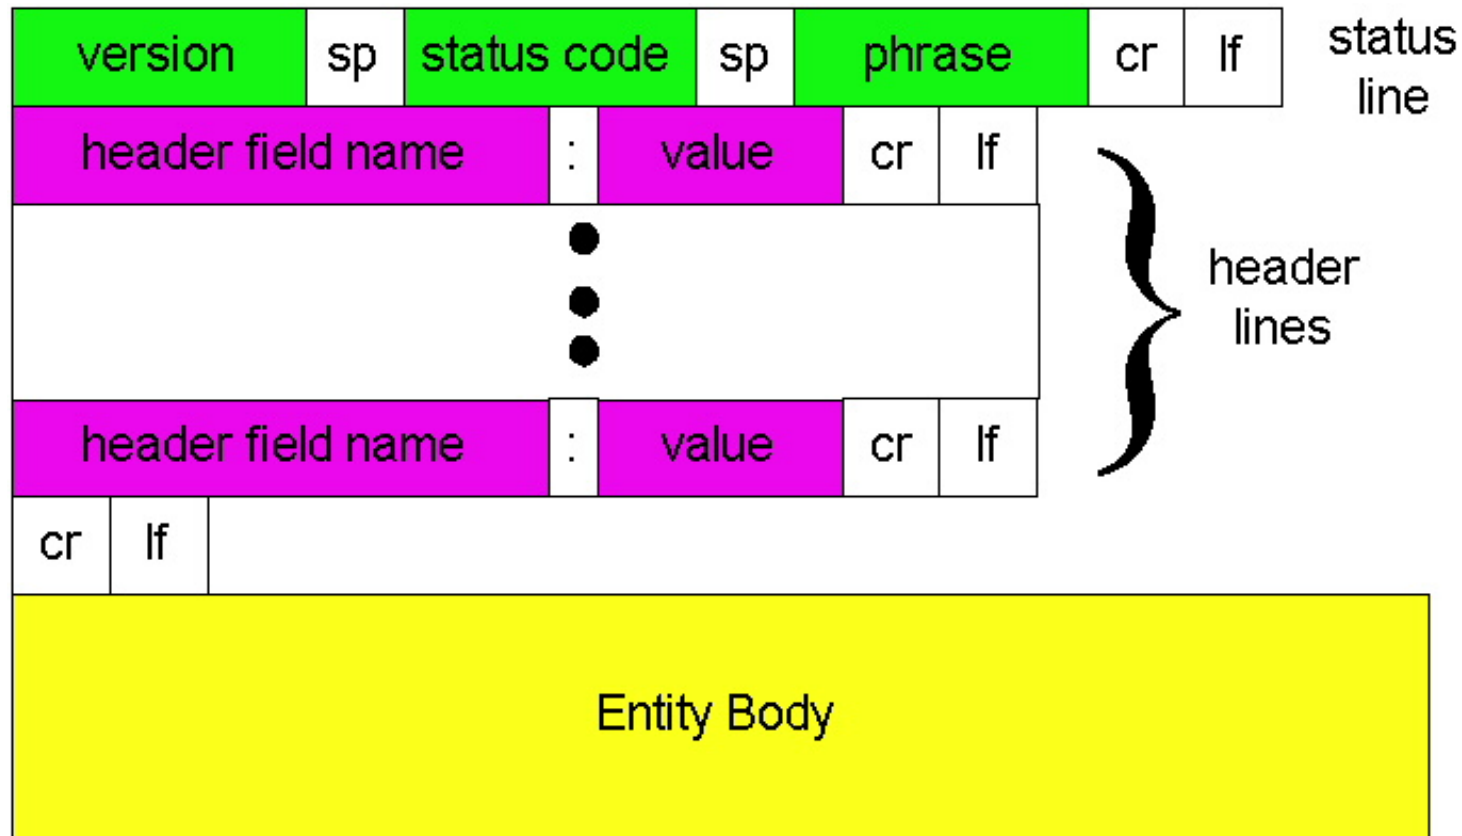 version sp status code sp phrase cr lf status
line
header field name : value cr lf
header
lines
header field name : value cr lf
cr lf
Entity Body